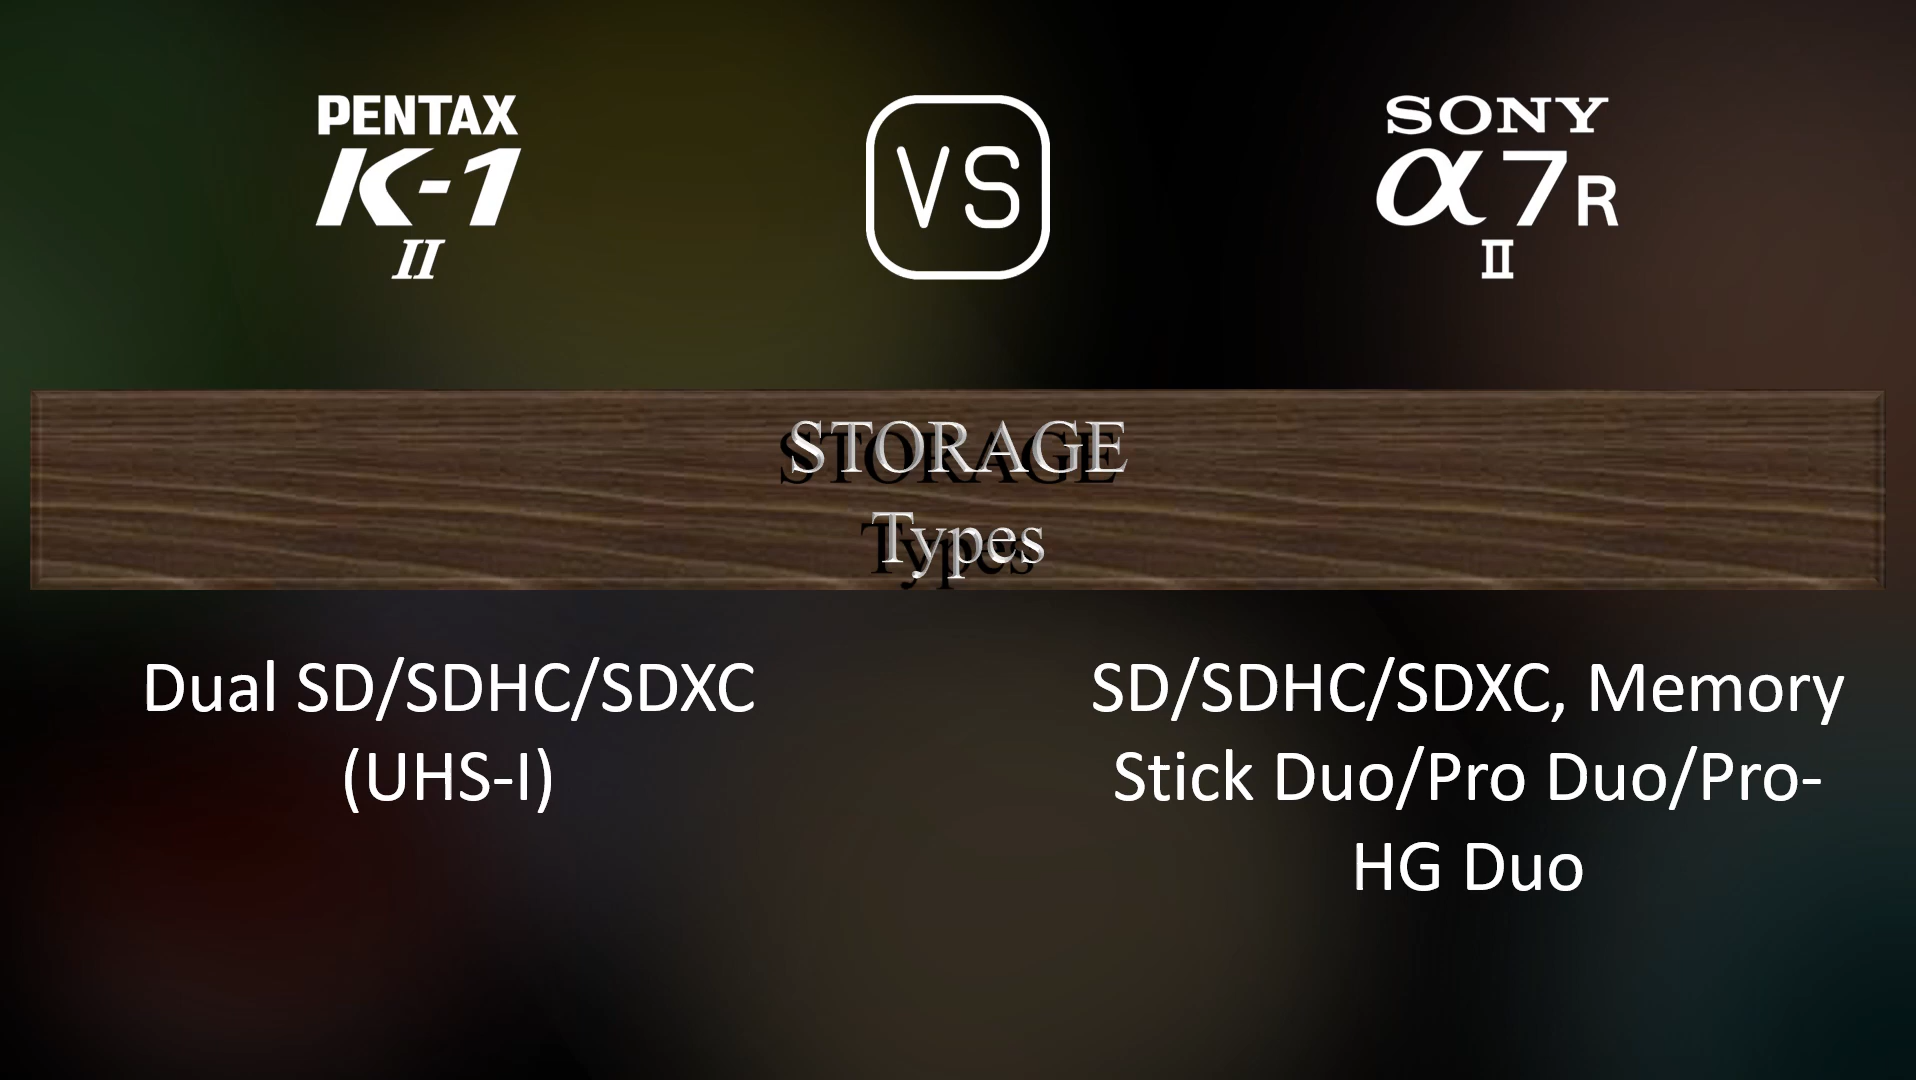 PENTAX
K-1
II
VS
SONY
α7R
II
STORAGE
Types
Dual SD/SDHC/SDXC
(UHS-I)
SD/SDHC/SDXC, Memory
Stick Duo/Pro Duo/Pro-
HG Duo